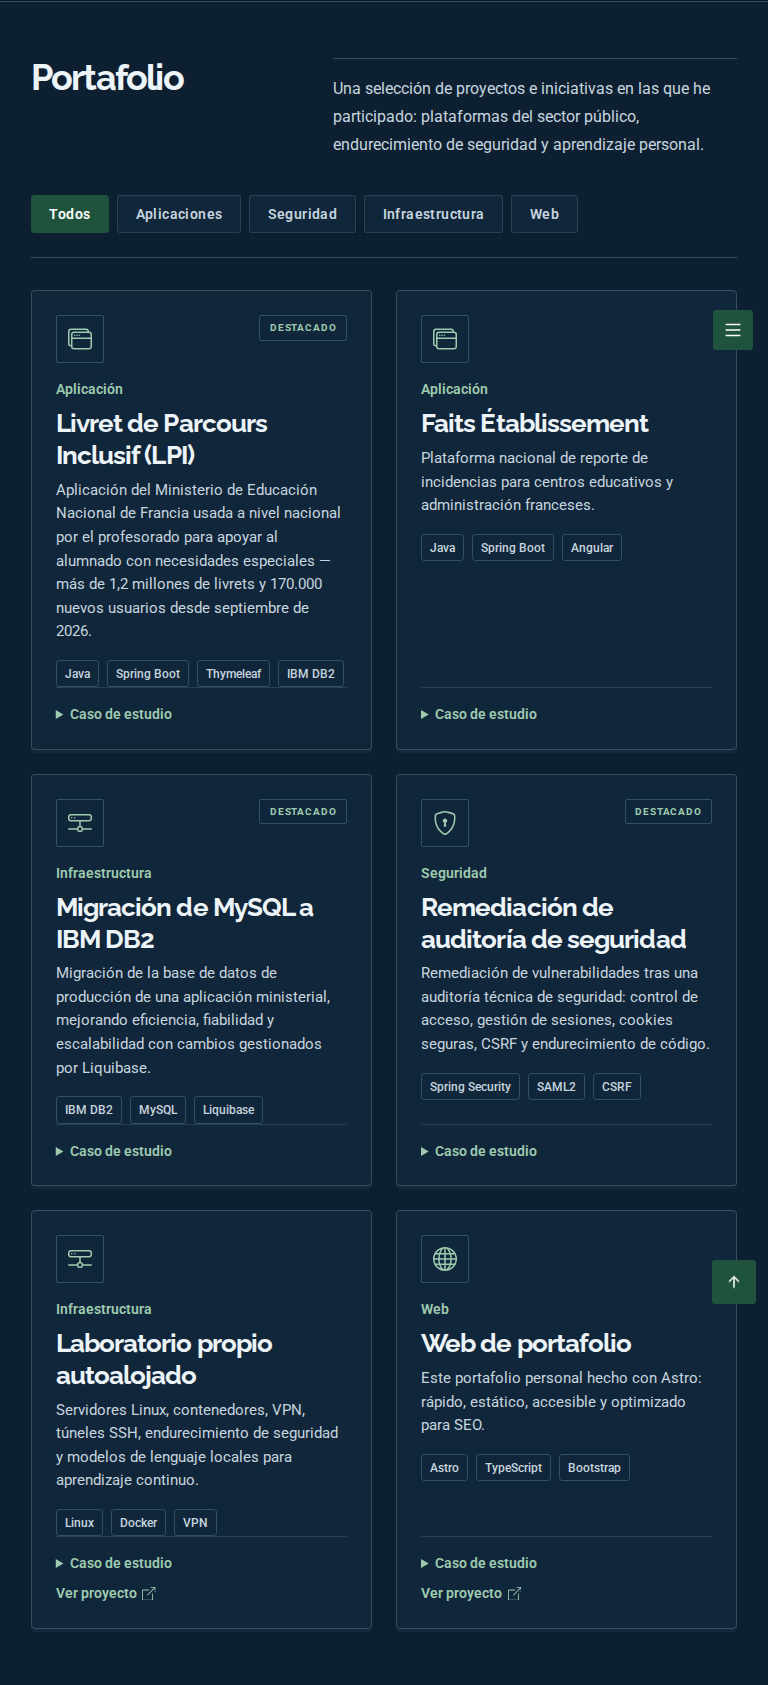 Portafolio
Una selección de proyectos e iniciativas en las que he
participado: plataformas del sector público,
endurecimiento de seguridad y aprendizaje personal.
Todos
Aplicaciones
Seguridad
Infraestructura
Web
DESTACADO
Aplicación
Livret de Parcours
Inclusif (LPI)
Aplicación del Ministerio de Educación
Nacional de Francia usada a nivel nacional
por el profesorado para apoyar al
alumnado con necesidades especiales —
más de 1,2 millones de livrets y 170.000
nuevos usuarios desde septiembre de
2026.
Java
Spring Boot
Thymeleaf
IBM DB2
Caso de estudio
Aplicación
Faits Établissement
Plataforma nacional de reporte de
incidencias para centros educativos y
administración franceses.
Java
Spring Boot
Angular
Caso de estudio
DESTACADO
Infraestructura
Migración de MySQL a
IBM DB2
Migración de la base de datos de
producción de una aplicación ministerial,
mejorando eficiencia, fiabilidad y
escalabilidad con cambios gestionados
por Liquibase.
IBM DB2
MySQL
Liquibase
Caso de estudio
DESTACADO
Seguridad
Remediación de
auditoría de seguridad
Remediación de vulnerabilidades tras una
auditoría técnica de seguridad: control de
acceso, gestión de sesiones, cookies
seguras, CSRF y endurecimiento de código.
Spring Security
SAML2
CSRF
Caso de estudio
Infraestructura
Laboratorio propio
autoalojado
Servidores Linux, contenedores, VPN,
túneles SSH, endurecimiento de seguridad
y modelos de lenguaje locales para
aprendizaje continuo.
Linux
Docker
VPN
Caso de estudio
Ver proyecto
Web
Web de portafolio
Este portafolio personal hecho con Astro:
rápido, estático, accesible y optimizado
para SEO.
Astro
TypeScript
Bootstrap
Caso de estudio
Ver proyecto